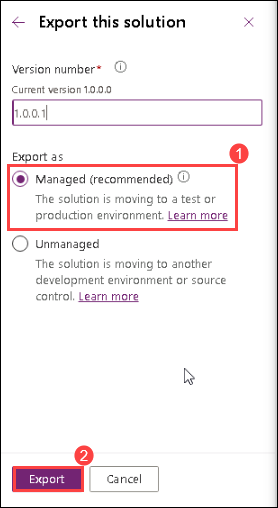 Export this solution
Version number*
Current version 1.0.0.0
1.0.0.1
1
Export as
Managed (recommended)
The solution is moving to a test or
production environment. Learn more
Unmanaged
The solution is moving to another
development environment or source
control. Learn more
2
Export
Cancel